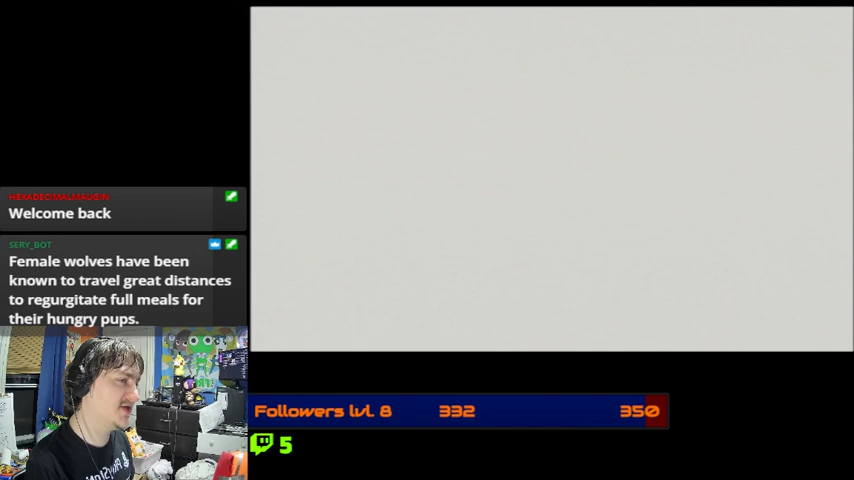 HEXADECIMALMAUGIN
Welcome back
SERY_BOT
Female wolves have been
known to travel great distances
to regurgitate full meals for
their hungry pups.
Followers lvl. 8 332 350
5